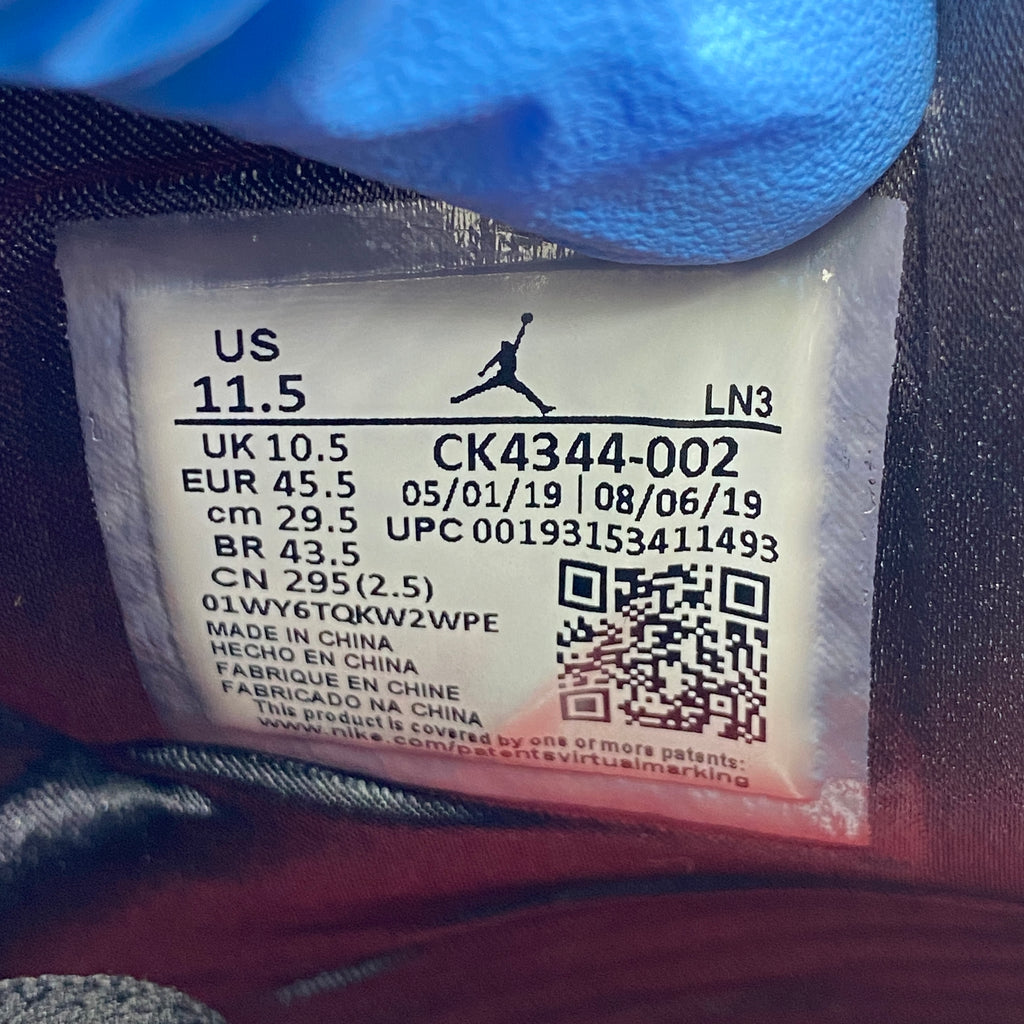 US
11.5
LN3
UK 10.5
CK4344-002
EUR 45.5
05/01/19 | 08/06/19
cm 29.5
UPC 00193153411493
BR 43.5
CN 295(2.5)
01WY6TQKW2WPE
MADE IN CHINA
HECHO EN CHINA
FABRIQUE EN CHINE
FABRICADO NA CHINA
This product is covered by one or more patents:
www.nike.com/patentsvirtualmarking